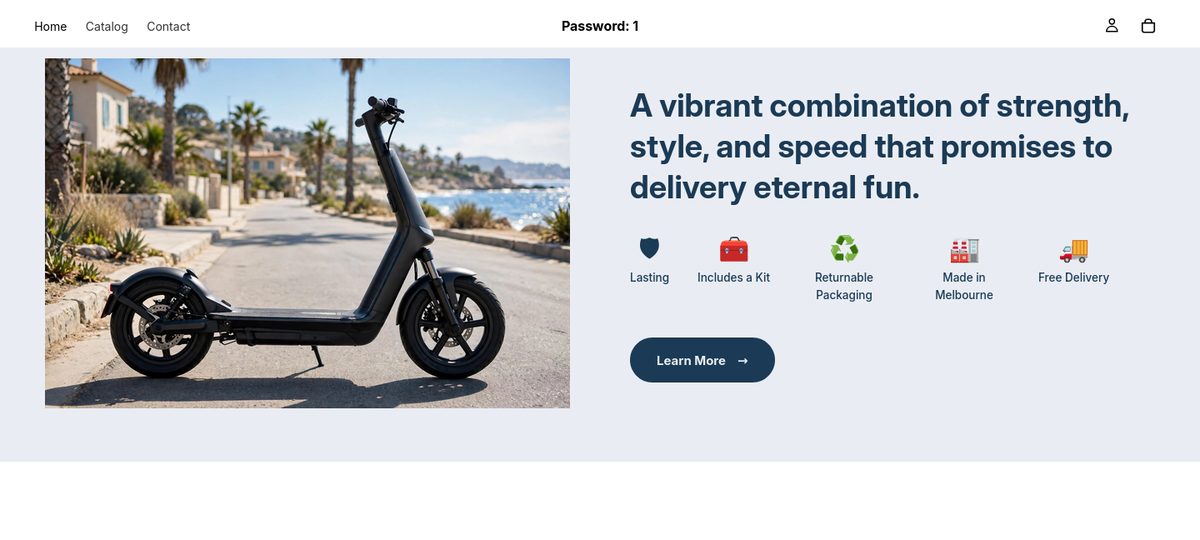 Home Catalog Contact
Password: 1
A vibrant combination of strength,
style, and speed that promises to
delivery eternal fun.
Lasting
Includes a Kit
Returnable
Packaging
Made in
Melbourne
Free Delivery
Learn More →